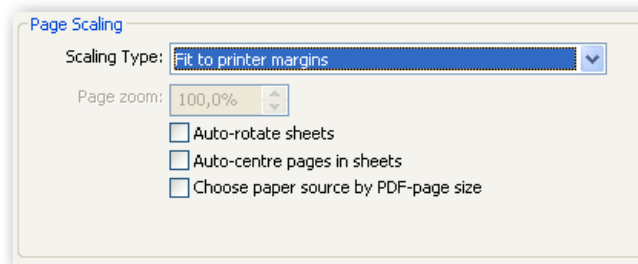 Page Scaling
Scaling Type: Fit to printer margins
Page zoom: 100,0%
Auto-rotate sheets
Auto-centre pages in sheets
Choose paper source by PDF-page size